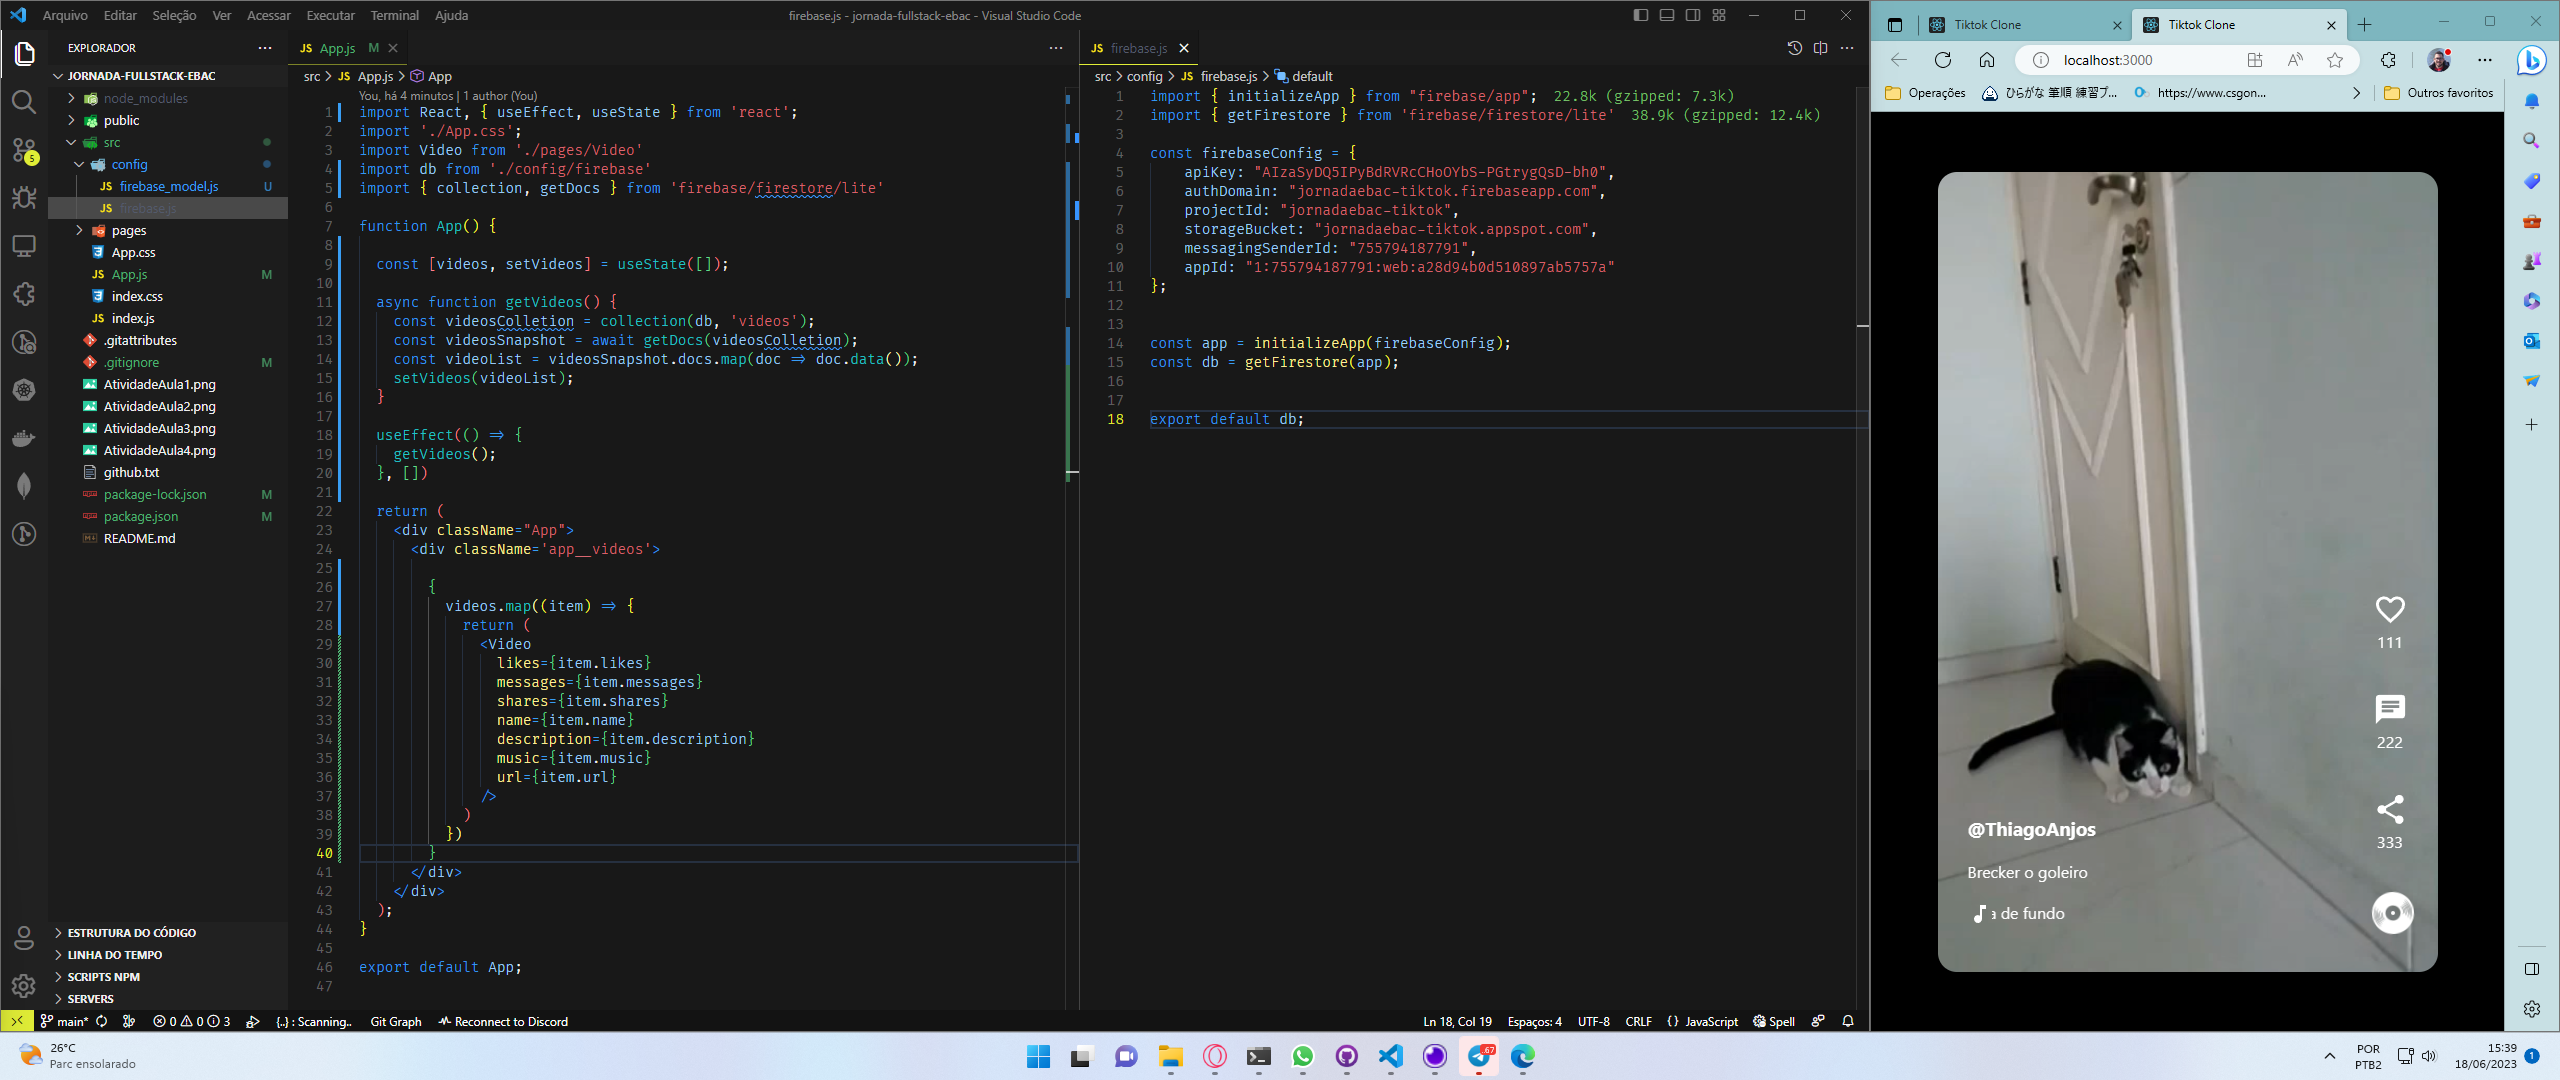 Arquivo Editar Seleção Ver Acessar Executar Terminal Ajuda
firebase.js - jornada-fullstack-ebac - Visual Studio Code
EXPLORADOR
JORNADA-FULLSTACK-EBAC
node_modules
public
src
config
firebase_model.js U
firebase.js
pages
App.css
App.js M
index.css
index.js
.gitattributes
.gitignore M
AtividadeAula1.png
AtividadeAula2.png
AtividadeAula3.png
AtividadeAula4.png
github.txt
package-lock.json M
package.json M
README.md
ESTRUTURA DO CÓDIGO
LINHA DO TEMPO
SCRIPTS NPM
SERVERS
5
JS App.js M
src > JS App.js > App
You, há 4 minutos | 1 author (You)
1 import React, { useEffect, useState } from 'react';
2 import './App.css';
3 import Video from './pages/Video'
4 import db from './config/firebase'
5 import { collection, getDocs } from 'firebase/firestore/lite'
6
7 function App() {
8
9 const [videos, setVideos] = useState([]);
10
11 async function getVideos() {
12 const videosColletion = collection(db, 'videos');
13 const videosSnapshot = await getDocs(videosColletion);
14 const videoList = videosSnapshot.docs.map(doc => doc.data());
15 setVideos(videoList);
16 }
17
18 useEffect(() => {
19 getVideos();
20 }, [])
21
22 return (
23 <div className="App">
24 <div className='app__videos'>
25
26 {
27 videos.map((item) => {
28 return (
29 <Video
30 likes={item.likes}
31 messages={item.messages}
32 shares={item.shares}
33 name={item.name}
34 description={item.description}
35 music={item.music}
36 url={item.url}
37 />
38 )
39 })
40 }
41 </div>
42 </div>
43 );
44 }
45
46 export default App;
47
JS firebase.js
src > config > JS firebase.js > default
1 import { initializeApp } from "firebase/app"; 22.8k (gzipped: 7.3k)
2 import { getFirestore } from 'firebase/firestore/lite' 38.9k (gzipped: 12.4k)
3
4 const firebaseConfig = {
5 apiKey: "AIzaSyDQ5IPyBdRVRcCHoOYbS-PGtrygQsD-bh0",
6 authDomain: "jornadaebac-tiktok.firebaseapp.com",
7 projectId: "jornadaebac-tiktok",
8 storageBucket: "jornadaebac-tiktok.appspot.com",
9 messagingSenderId: "755794187791",
10 appId: "1:755794187791:web:a28d94b0d510897ab5757a"
11 };
12
13
14 const app = initializeApp(firebaseConfig);
15 const db = getFirestore(app);
16
17
18 export default db;
main* 0 0 3 {..} : Scanning.. Git Graph Reconnect to Discord
Ln 18, Col 19 Espaços: 4 UTF-8 CRLF {} JavaScript Spell
Tiktok Clone
Tiktok Clone
localhost:3000
Operações
ひらがな 筆順 練習プ...
https://www.csgon...
Outros favoritos
111
222
333
@ThiagoAnjos
Brecker o goleiro
a de fundo
26°C
Parc ensolarado
67
POR
PTB2
15:39
18/06/2023
1